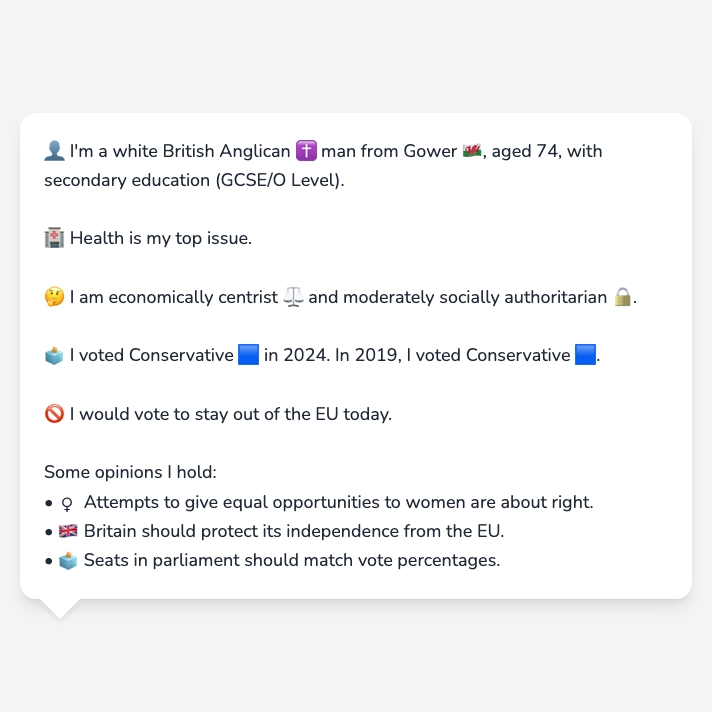 👤 I'm a white British Anglican ✝️ man from Gower 🏴󠁧󠁢󠁷󠁬󠁳󠁿, aged 74, with
secondary education (GCSE/O Level).
🏥 Health is my top issue.
🤔 I am economically centrist ⚖️ and moderately socially authoritarian 🔒.
🗳️ I voted Conservative 🟦 in 2024. In 2019, I voted Conservative 🟦.
🚫 I would vote to stay out of the EU today.
Some opinions I hold:
• ♀️ Attempts to give equal opportunities to women are about right.
• 🇬🇧 Britain should protect its independence from the EU.
• 🗳️ Seats in parliament should match vote percentages.